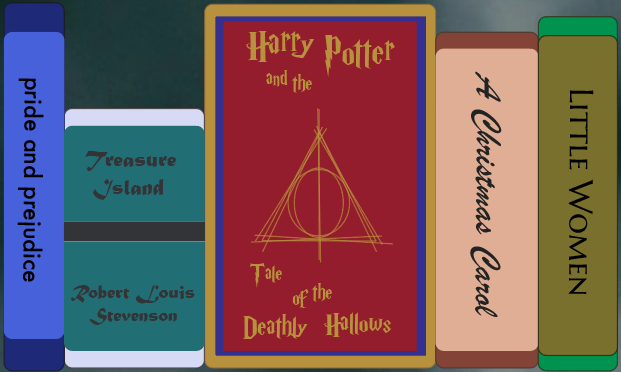 pride and prejudice
Treasure
Island
Robert Louis
Stevenson
Harry Potter
and the
Tale
of the
Deathly Hallows
A Christmas Carol
LITTLE WOMEN